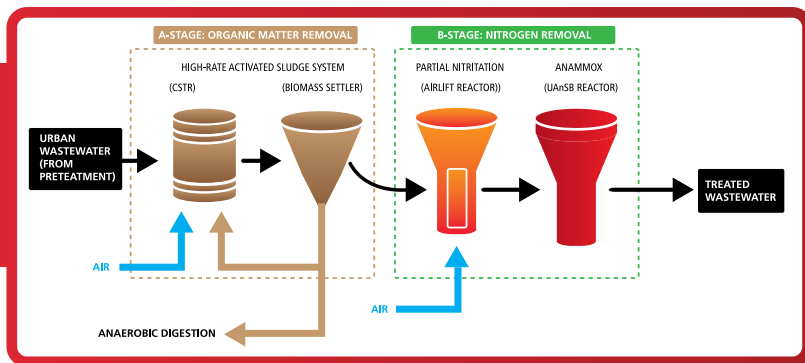 A-STAGE: ORGANIC MATTER REMOVAL
B-STAGE: NITROGEN REMOVAL
HIGH-RATE ACTIVATED SLUDGE SYSTEM
(CSTR)
(BIOMASS SETTLER)
PARTIAL NITRITATION
(AIRLIFT REACTOR))
ANAMMOX
(UAnSB REACTOR)
URBAN
WASTEWATER
(FROM
PRETREATMENT)
TREATED
WASTEWATER
AIR
AIR
ANAEROBIC DIGESTION